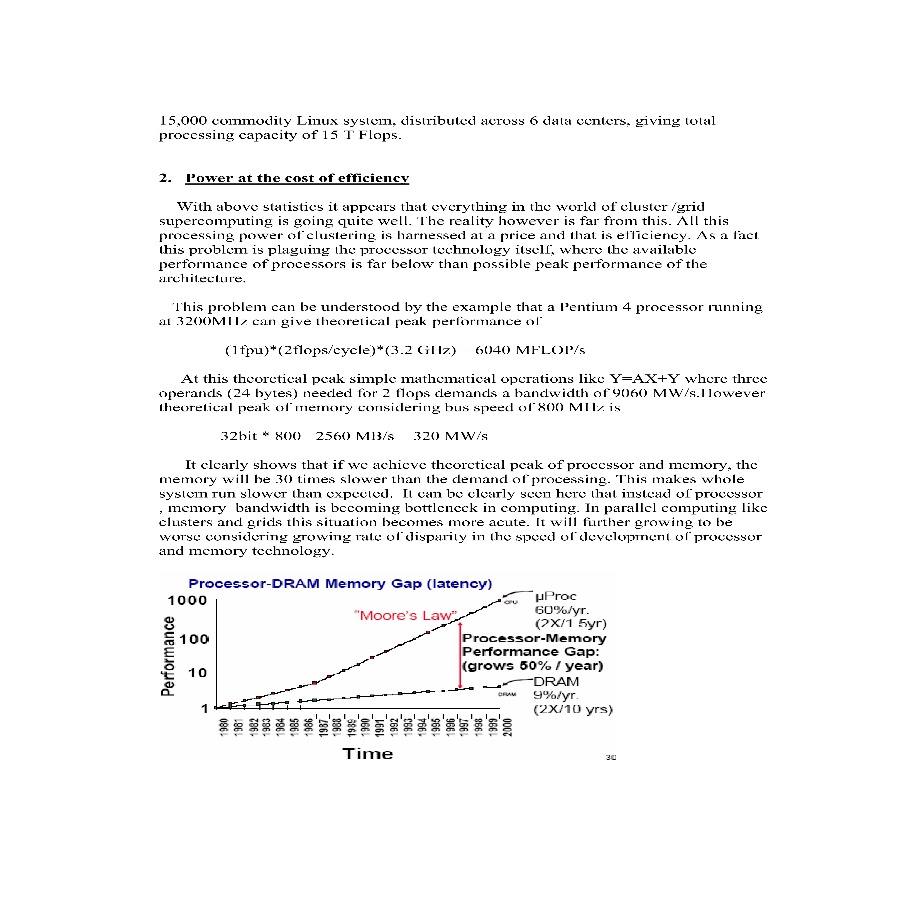 15,000 commodity Linux system, distributed across 6 data centers, giving total
processing capacity of 15 T Flops.
2. Power at the cost of efficiency
With above statistics it appears that everything in the world of cluster /grid
supercomputing is going quite well. The reality however is far from this. All this
processing power of clustering is harnessed at a price and that is efficiency. As a fact
this problem is plaguing the processor technology itself, where the available
performance of processors is far below than possible peak performance of the
architecture.
This problem can be understood by the example that a Pentium 4 processor running
at 3200MHz can give theoretical peak performance of
(1fpu)*(2flops/cycle)*(3.2 GHz) 6040 MFLOP/s
At this theoretical peak simple mathematical operations like Y=AX+Y where three
operands (24 bytes) needed for 2 flops demands a bandwidth of 9060 MW/s.However
theoretical peak of memory considering bus speed of 800 MHz is
32bit * 800 2560 MB/s 320 MW/s
It clearly shows that if we achieve theoretical peak of processor and memory, the
memory will be 30 times slower than the demand of processing. This makes whole
system run slower than expected. It can be clearly seen here that instead of processor
, memory bandwidth is becoming bottleneck in computing. In parallel computing like
clusters and grids this situation becomes more acute. It will further growing to be
worse considering growing rate of disparity in the speed of development of processor
and memory technology.
Processor-DRAM Memory Gap (latency)
1000
100
10
1
Performance
"Moore's Law"
CPU
µProc
60%/yr.
(2X/1.5yr)
Processor-Memory
Performance Gap:
(grows 50% / year)
DRAM
DRAM
9%/yr.
(2X/10 yrs)
1980 1981 1982 1983 1984 1985 1986 1987 1988 1989 1990 1991 1992 1993 1994 1995 1996 1997 1998 1999 2000
Time
30